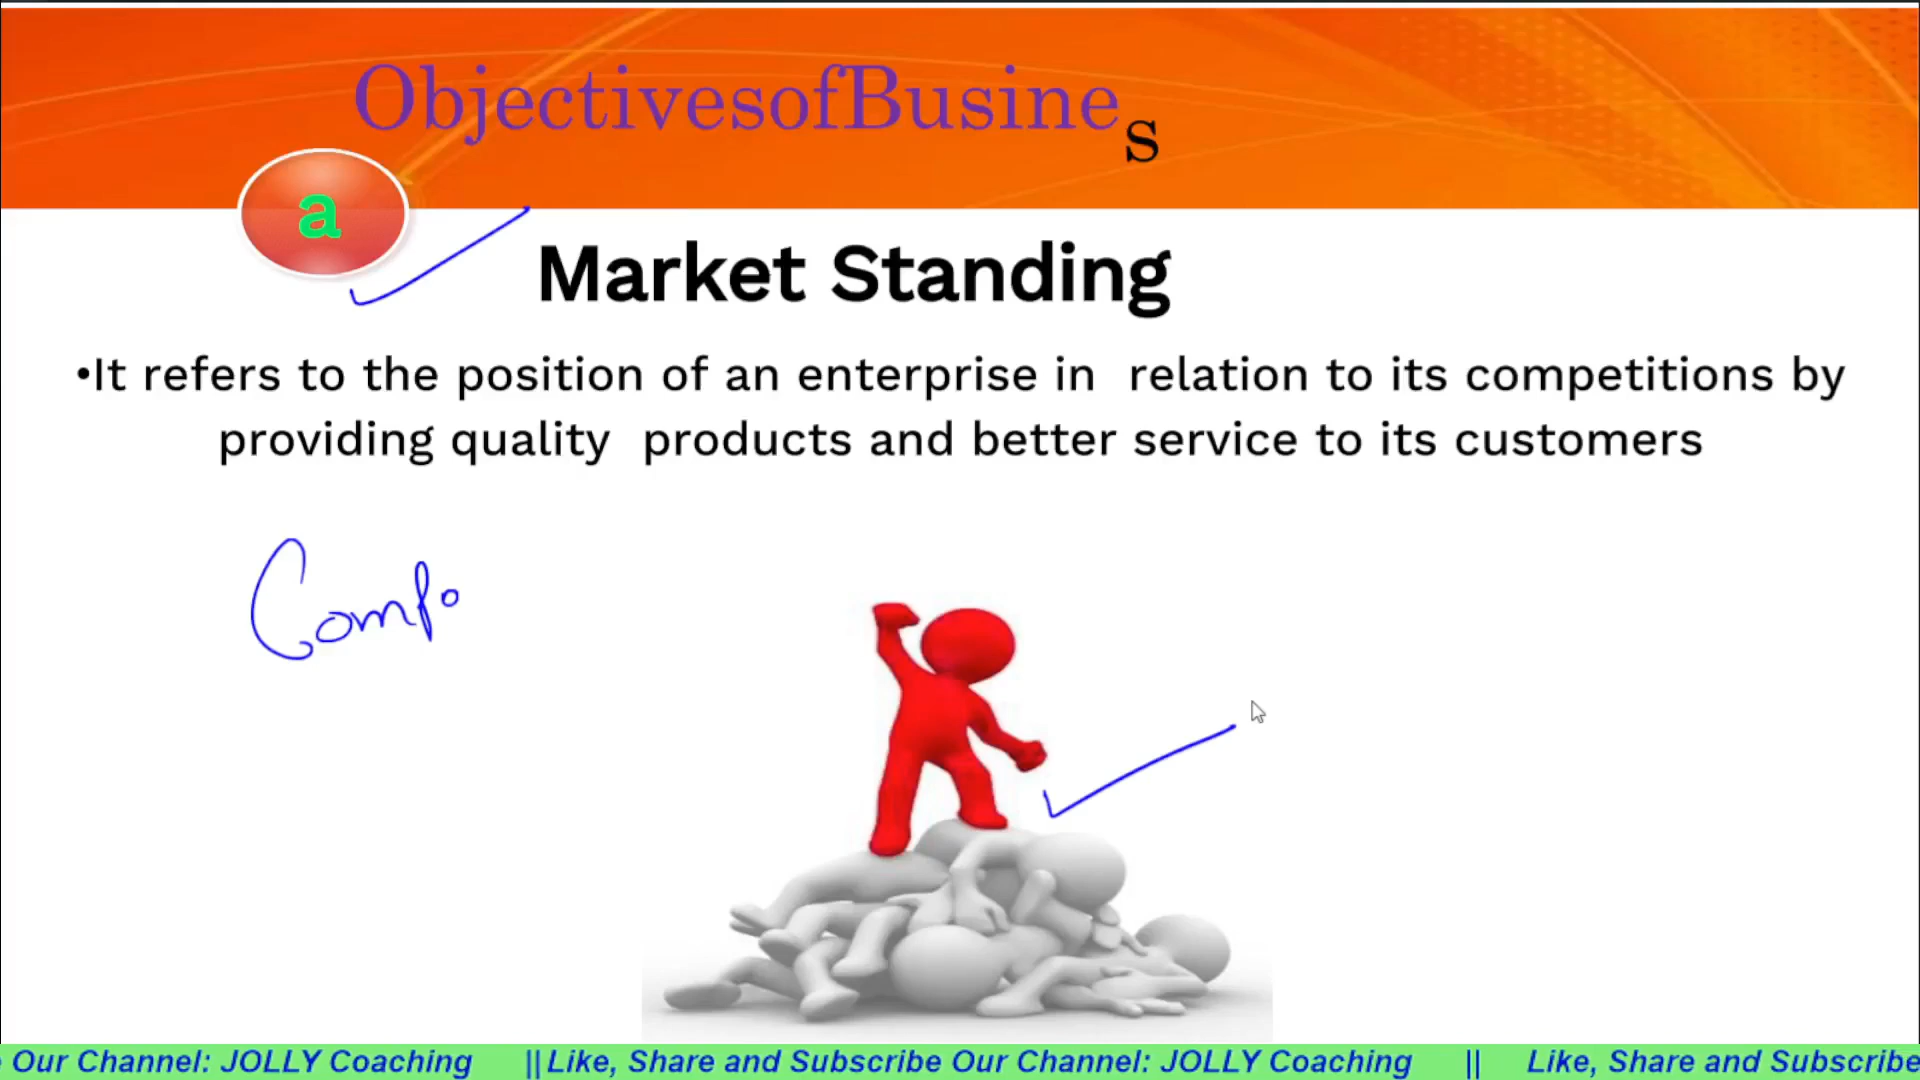 ObjectivesofBusines
a
Market Standing
•It refers to the position of an enterprise in relation to its competitions by
providing quality products and better service to its customers
Compo
e Our Channel: JOLLY Coaching || Like, Share and Subscribe Our Channel: JOLLY Coaching || Like, Share and Subscribe